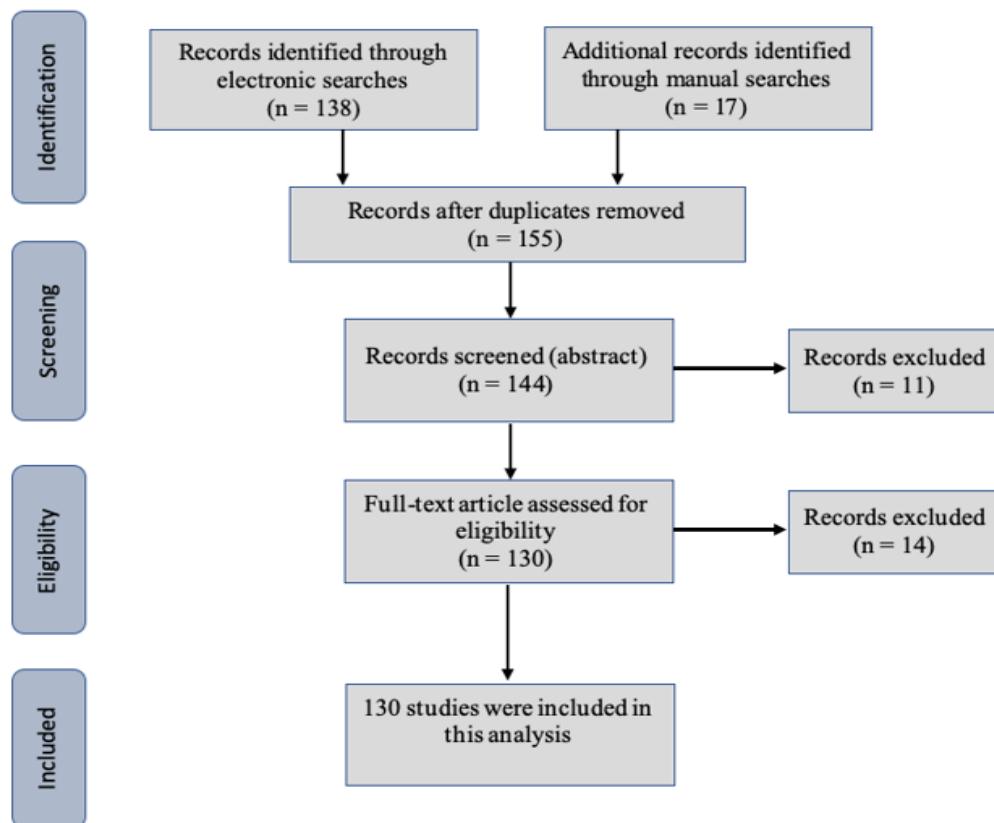 Identification
Records identified through
electronic searches
(n = 138)
Additional records identified
through manual searches
(n = 17)
Records after duplicates removed
(n = 155)
Screening
Records screened (abstract)
(n = 144)
Records excluded
(n = 11)
Eligibility
Full-text article assessed for
eligibility
(n = 130)
Records excluded
(n = 14)
Included
130 studies were included in
this analysis